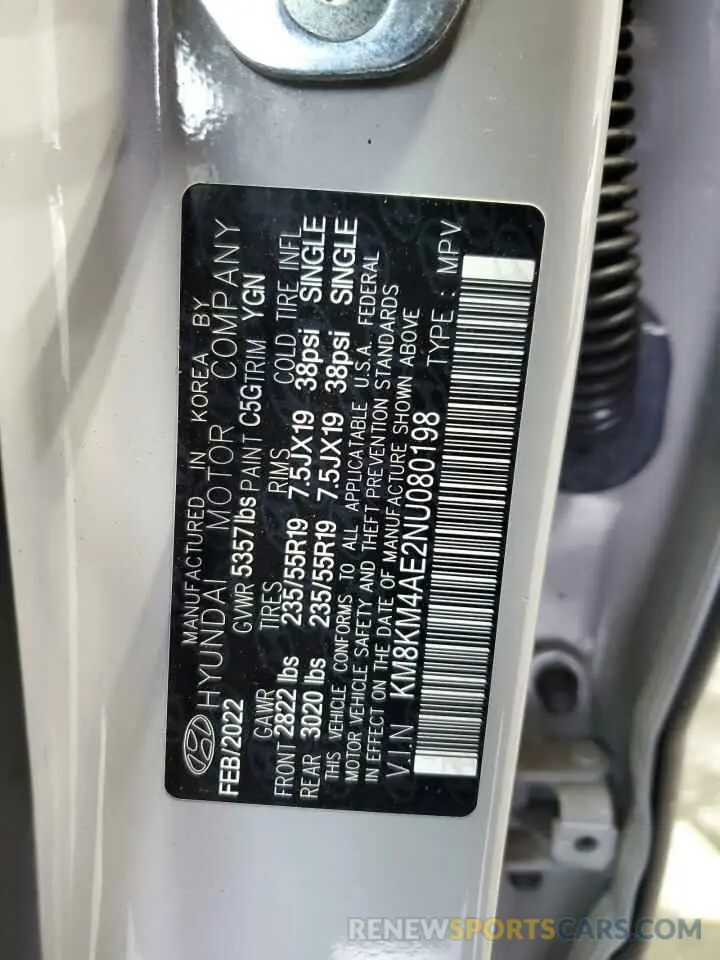 MANUFACTURED IN KOREA BY
HYUNDAI MOTOR COMPANY
FEB/2022 GVWR 5357lbs PAINT C5G TRIM YGN
GAWR TIRES RIMS COLD TIRE INFL
FRONT 2822 lbs 235/55R19 7.5JX19 38psi SINGLE
REAR 3020 lbs 235/55R19 7.5JX19 38psi SINGLE
THIS VEHICLE CONFORMS TO ALL APPLICATABLE U.S.A. FEDERAL
MOTOR VEHICLE SAFETY AND THEFT PREVENTION STANDARDS
IN EFFECT ON THE DATE OF MANUFACTURE SHOWN ABOVE
V.I.N KM8KM4AE2NU080198 TYPE : MPV
RENEWSPORTSCARS.COM